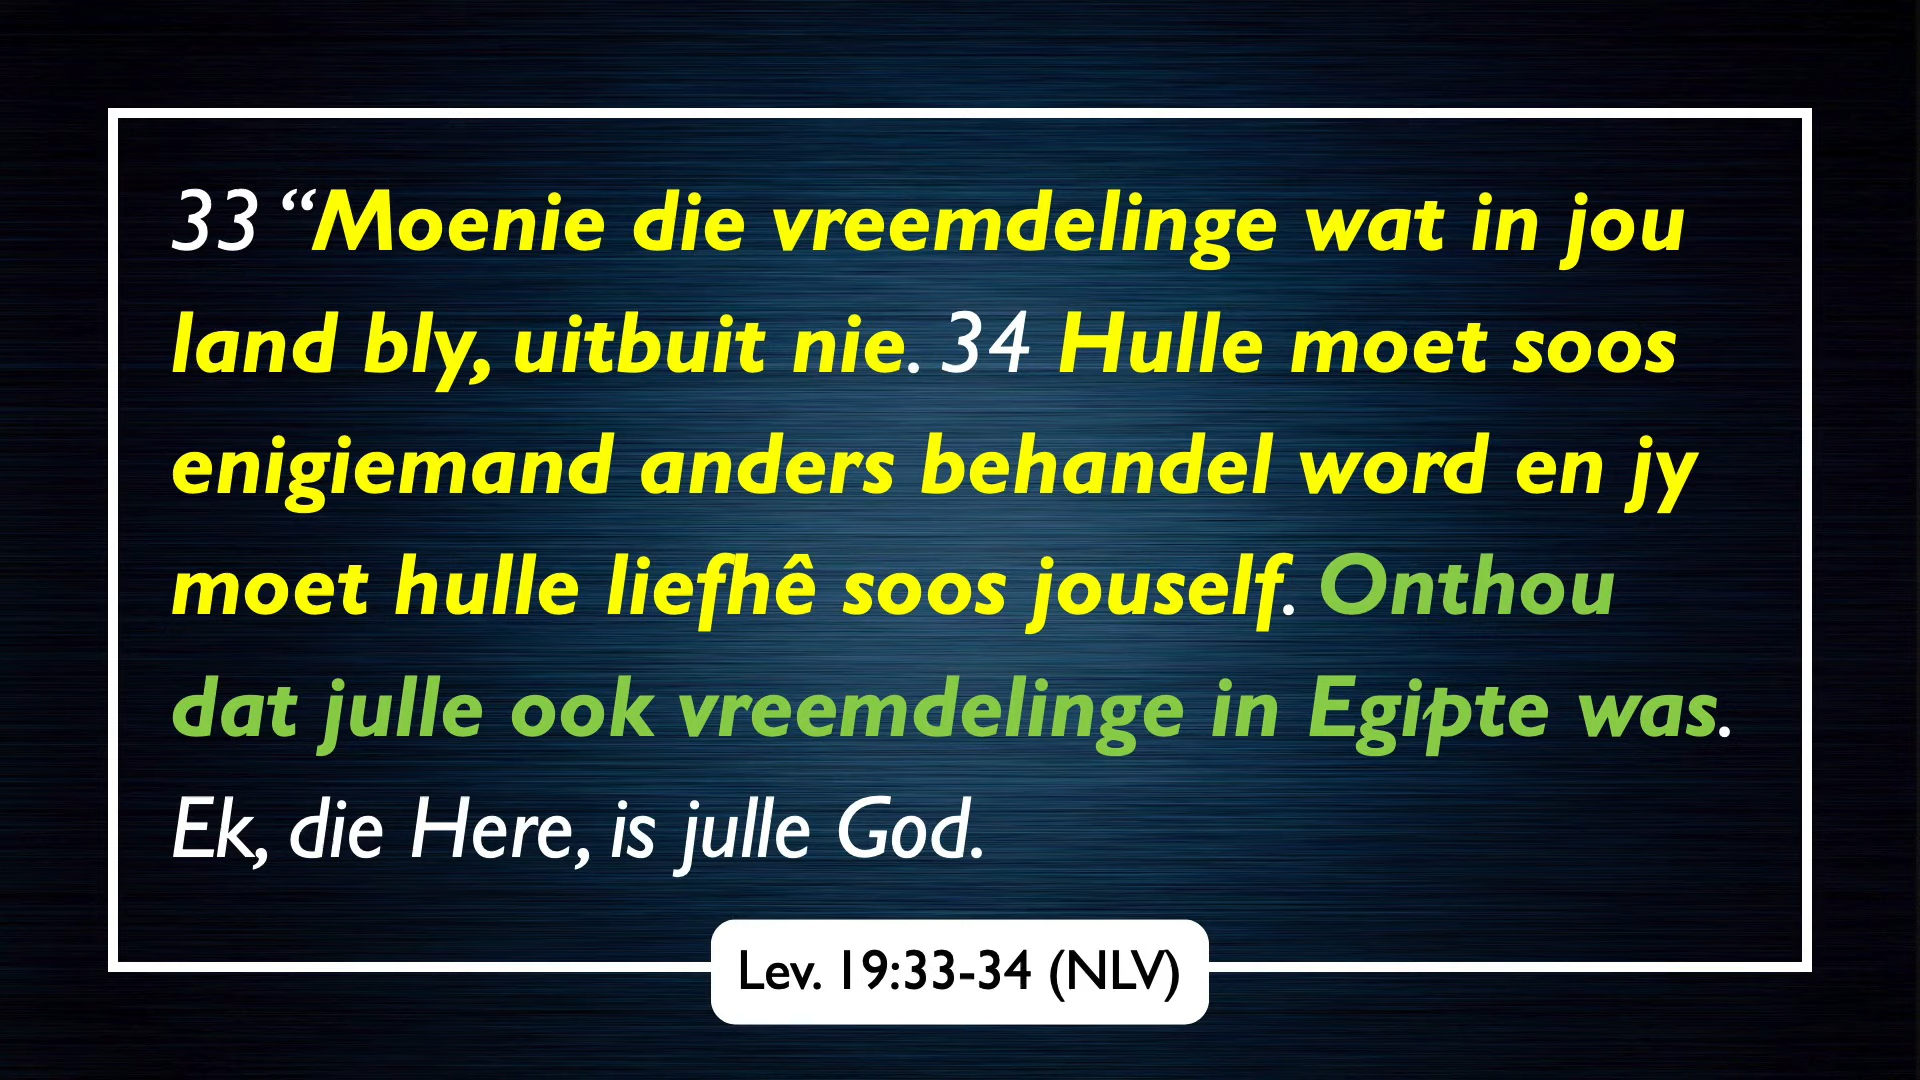 33 “Moenie die vreemdelinge wat in jou
land bly, uitbuit nie. 34 Hulle moet soos
enigiemand anders behandel word en jy
moet hulle liefhê soos jouself. Onthou
dat julle ook vreemdelinge in Egipte was.
Ek, die Here, is julle God.
Lev. 19:33-34 (NLV)